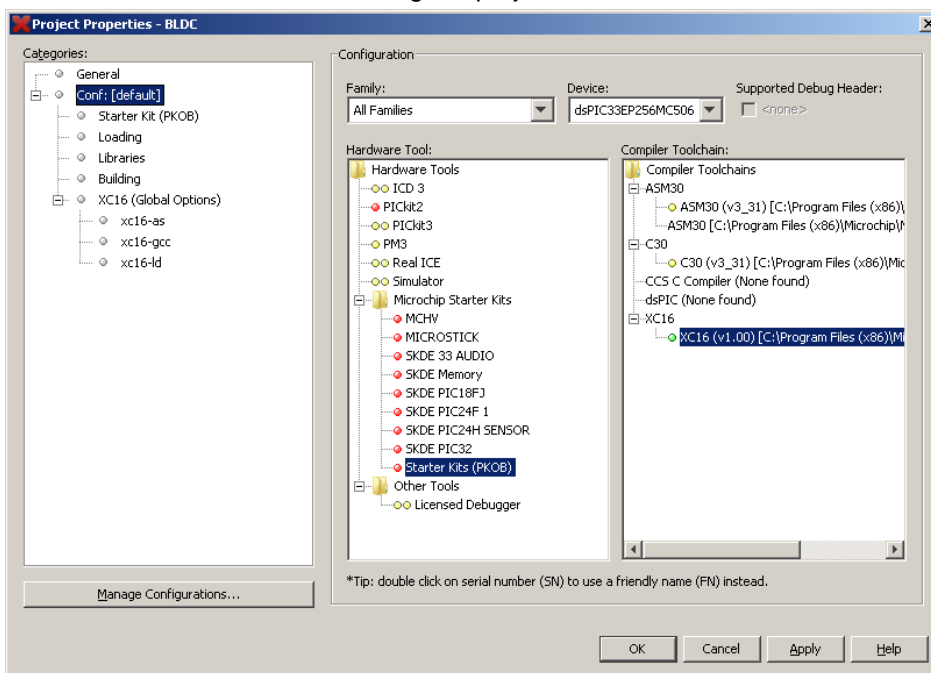 Project Properties - BLDC
Categories:
General
Conf: [default]
Starter Kit (PKOB)
Loading
Libraries
Building
XC16 (Global Options)
xc16-as
xc16-gcc
xc16-ld
Manage Configurations...
Configuration
Family:
All Families
Device:
dsPIC33EP256MC506
Supported Debug Header:
<none>
Hardware Tool:
Hardware Tools
ICD 3
PICkit2
PICkit3
PM3
Real ICE
Simulator
Microchip Starter Kits
MCHV
MICROSTICK
SKDE 33 AUDIO
SKDE Memory
SKDE PIC18FJ
SKDE PIC24F 1
SKDE PIC24H SENSOR
SKDE PIC32
Starter Kits (PKOB)
Other Tools
Licensed Debugger
Compiler Toolchain:
Compiler Toolchains
ASM30
ASM30 (v3_31) [C:\Program Files (x86)\
ASM30 [C:\Program Files (x86)\Microchip\
C30
C30 (v3_31) [C:\Program Files (x86)\Mic
CCS C Compiler (None found)
dsPIC (None found)
XC16
XC16 (v1.00) [C:\Program Files (x86)\Mi
*Tip: double click on serial number (SN) to use a friendly name (FN) instead.
OK Cancel Apply Help